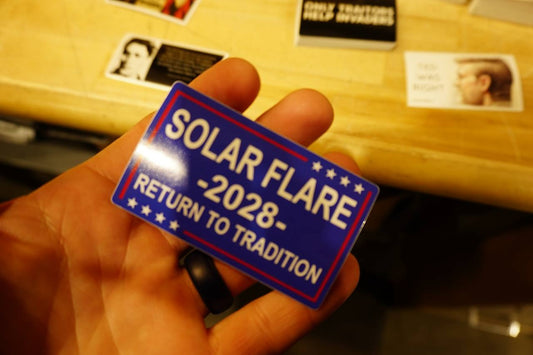 ONLY TRAITORS
HELP INVADERS
TED
WAS
RIGHT
SOLAR FLARE
-2028-
RETURN TO TRADITION